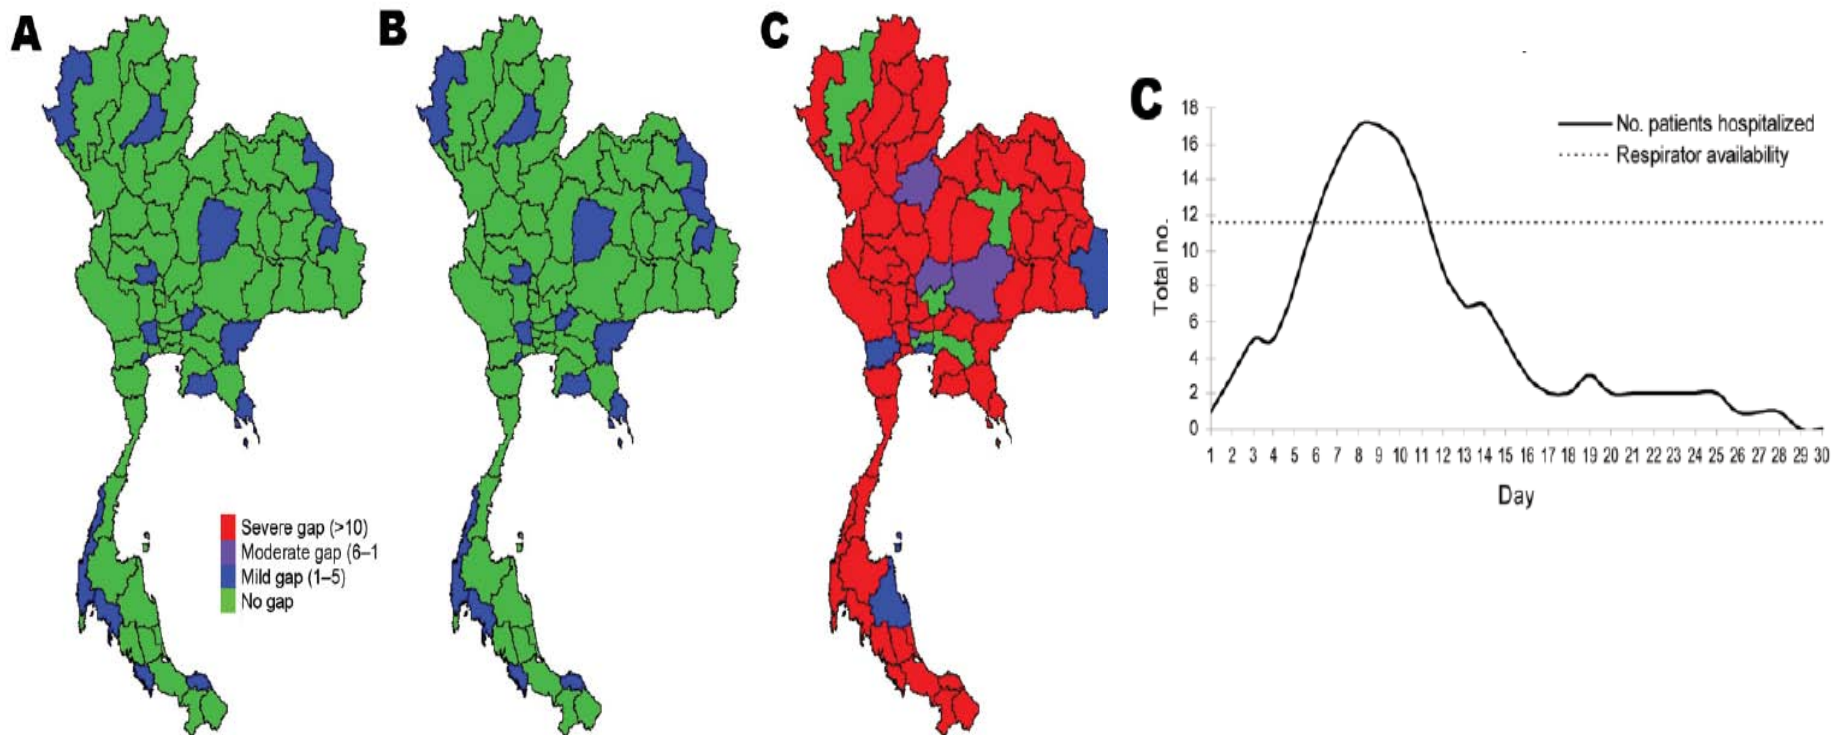 A
B
C
Severe gap (>10)
Moderate gap (6–1
Mild gap (1–5)
No gap
C
18
16
14
12
10
8
6
4
2
0
Total no.
No. patients hospitalized
Respirator availability
1 2 3 4 5 6 7 8 9 10 11 12 13 14 15 16 17 18 19 20 21 22 23 24 25 26 27 28 29 30
Day